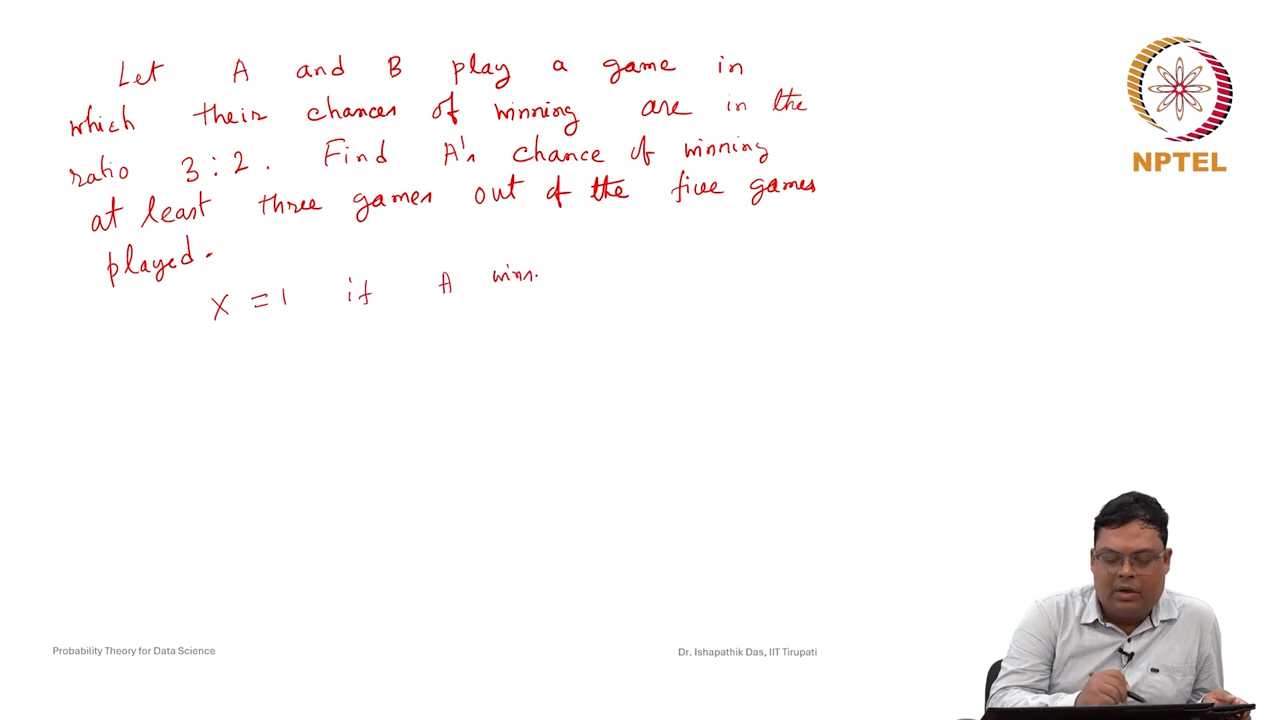 Let A and B play a game in
which their chances of winning are in the
ratio 3:2. Find A's chance of winning
at least three games out of the five games
played.
X = 1 if A wins.
NPTEL
Probability Theory for Data Science
Dr. Ishapathik Das, IIT Tirupati